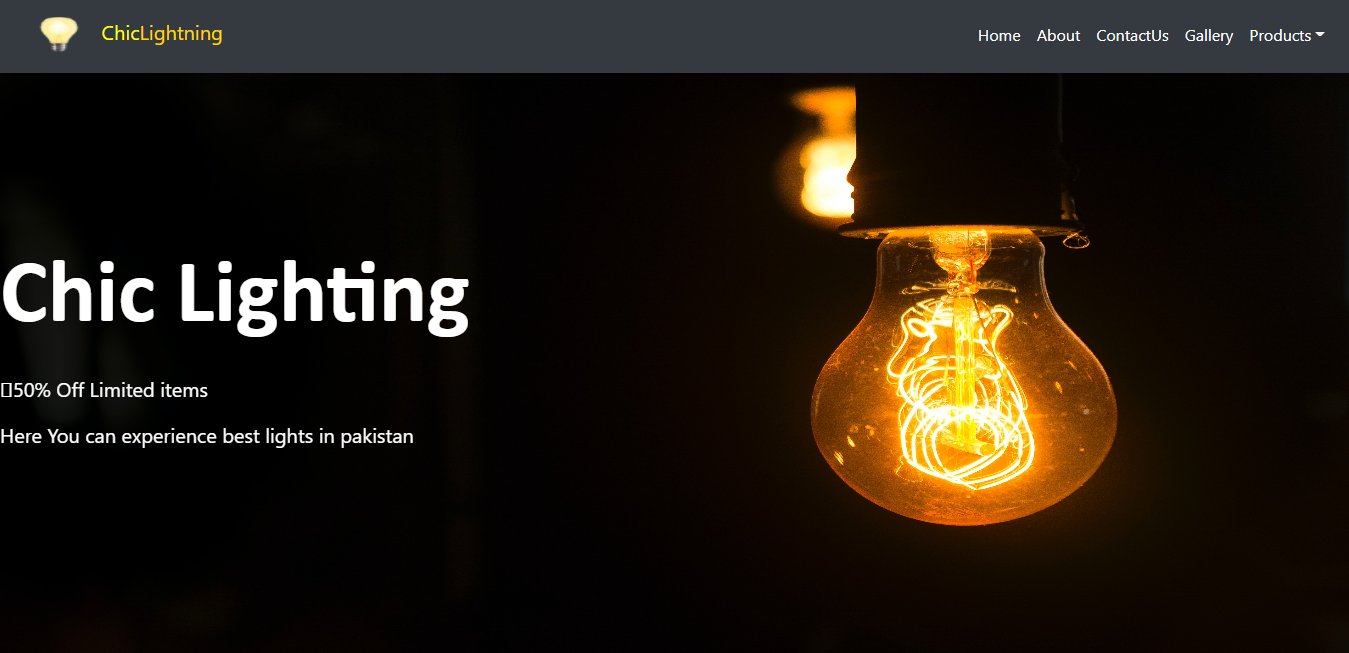 ChicLightning
Home About ContactUs Gallery Products
Chic Lighting
50% Off Limited items
Here You can experience best lights in pakistan